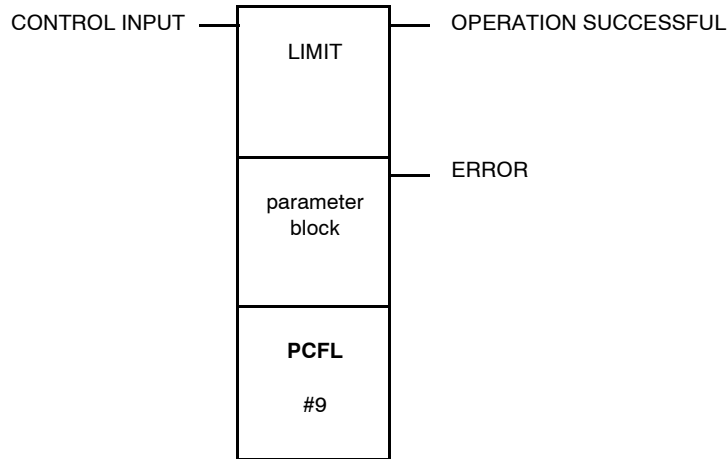 CONTROL INPUT
LIMIT
OPERATION SUCCESSFUL
ERROR
parameter
block
PCFL
#9